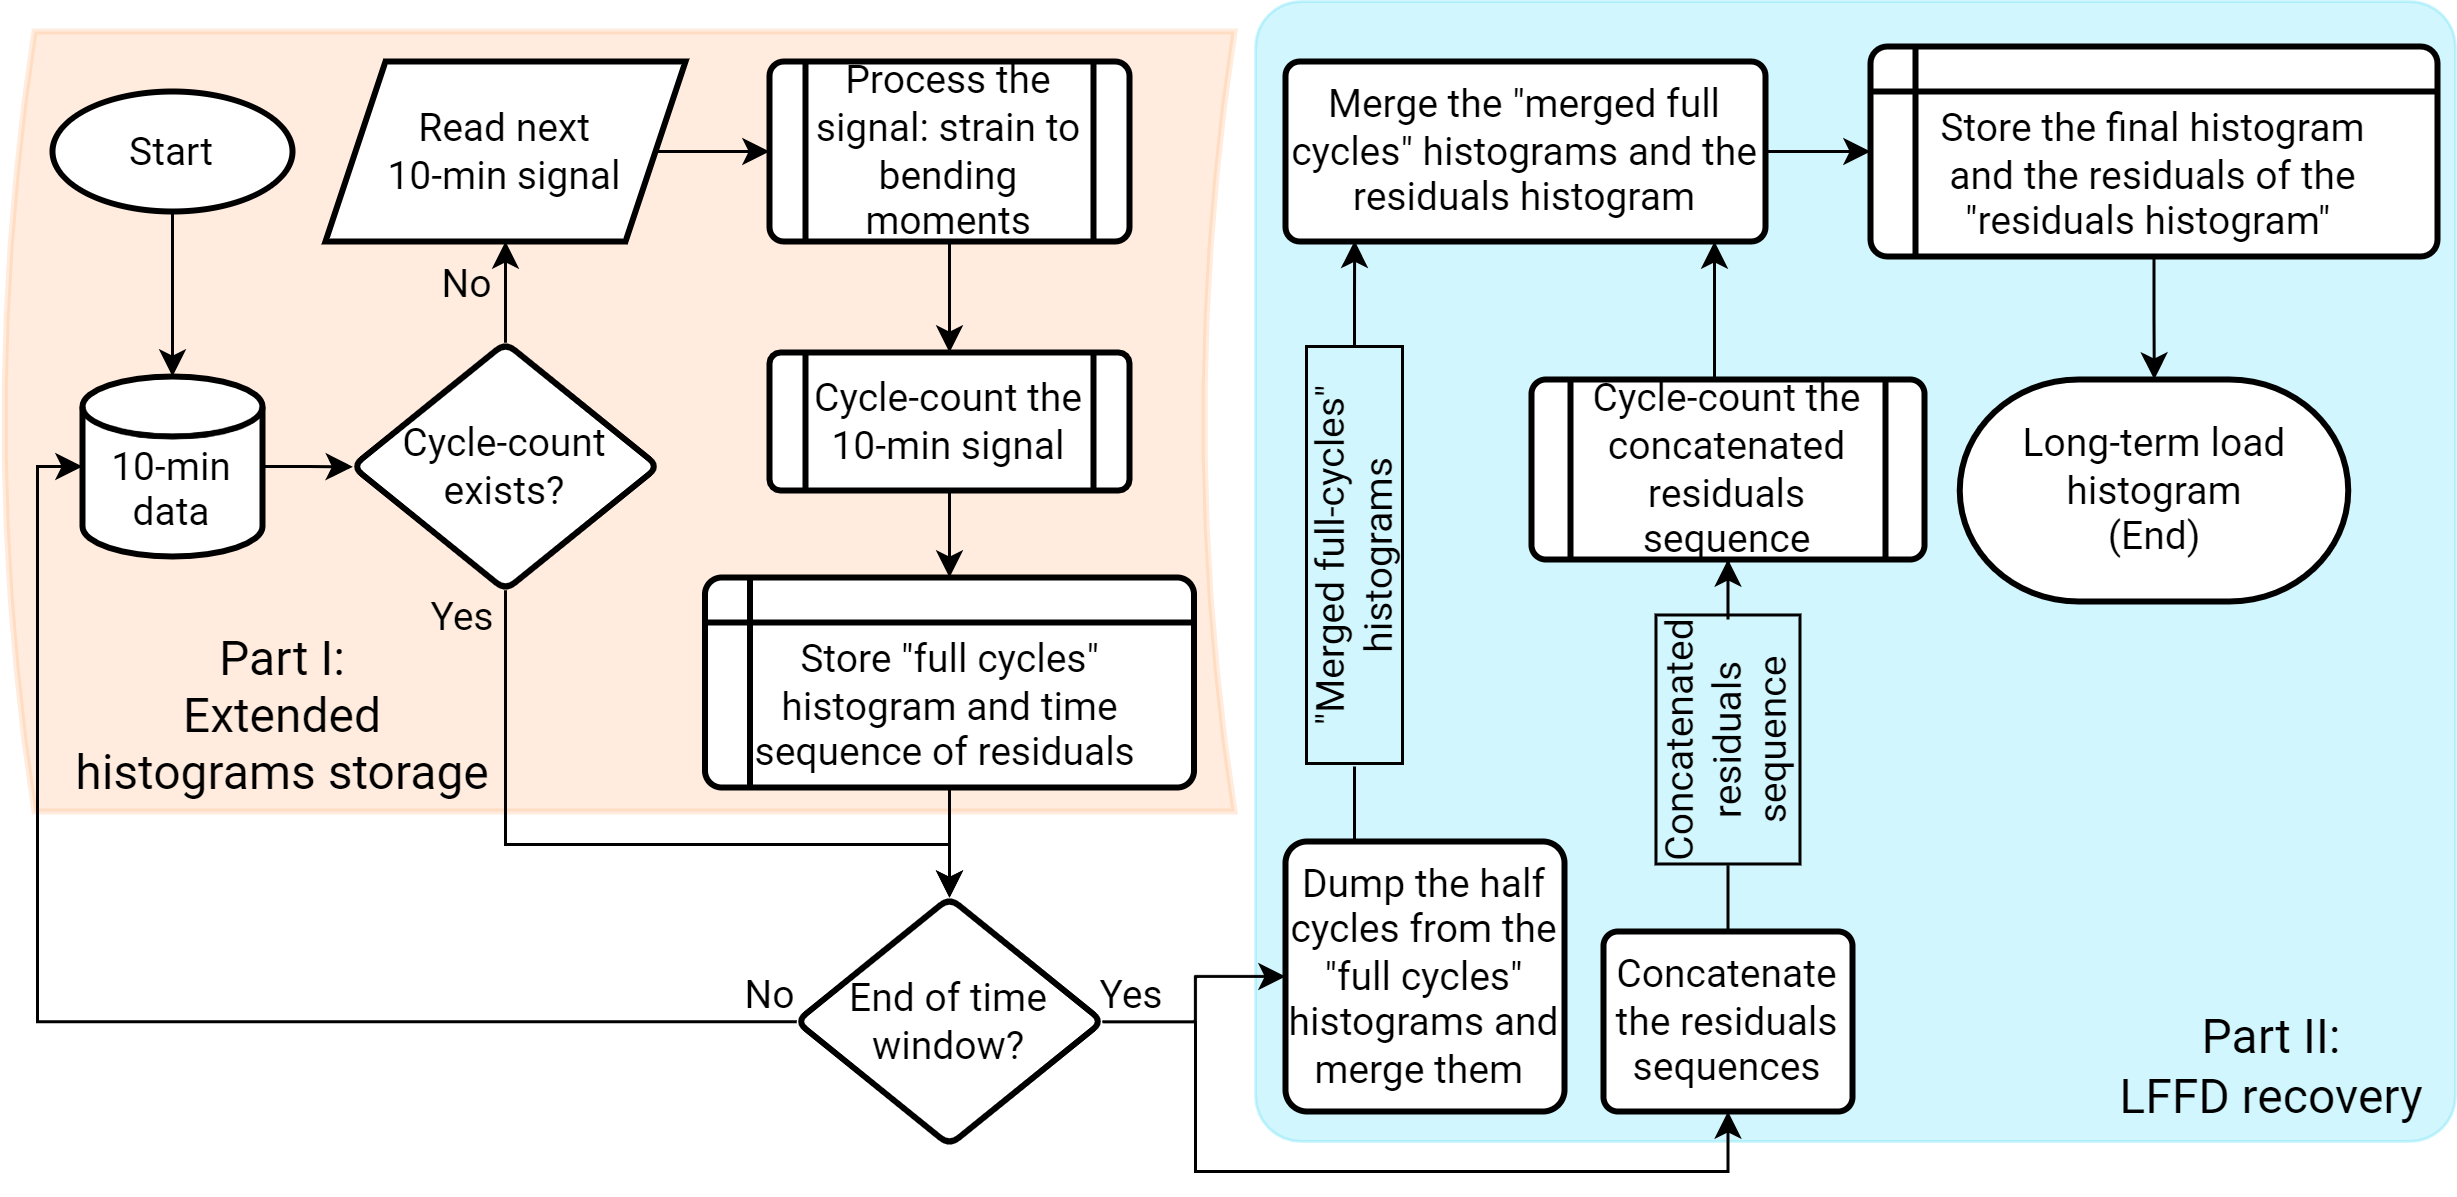 Start
Read next
10-min signal
Process the
signal: strain to
bending
moments
No
10-min
data
Cycle-count
exists?
Yes
Cycle-count the
10-min signal
Store "full cycles"
histogram and time
sequence of residuals
Part I:
Extended
histograms storage
No
End of time
window?
Yes
Merge the "merged full
cycles" histograms and the
residuals histogram
Store the final histogram
and the residuals of the
"residuals histogram"
"Merged full-cycles"
histograms
Cycle-count the
concatenated
residuals
sequence
Long-term load
histogram
(End)
Concatenated
residuals
sequence
Dump the half
cycles from the
"full cycles"
histograms and
merge them
Concatenate
the residuals
sequences
Part II:
LFFD recovery